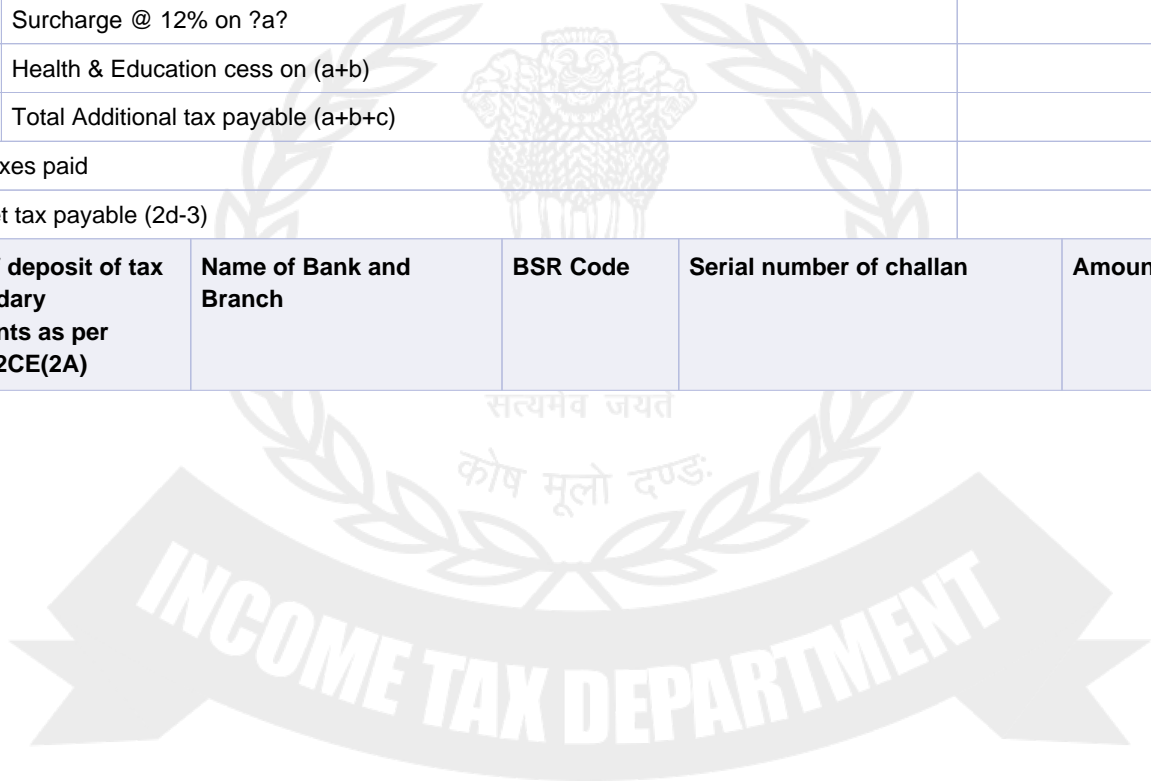 Surcharge @ 12% on ?a?
Health & Education cess on (a+b)
Total Additional tax payable (a+b+c)
xes paid
t tax payable (2d-3)
deposit of tax
dary
nts as per
2CE(2A)
Name of Bank and
Branch
BSR Code
Serial number of challan
Amoun
सत्यमेव जयते
कोष मूलो दण्डः
INCOME TAX DEPARTMENT